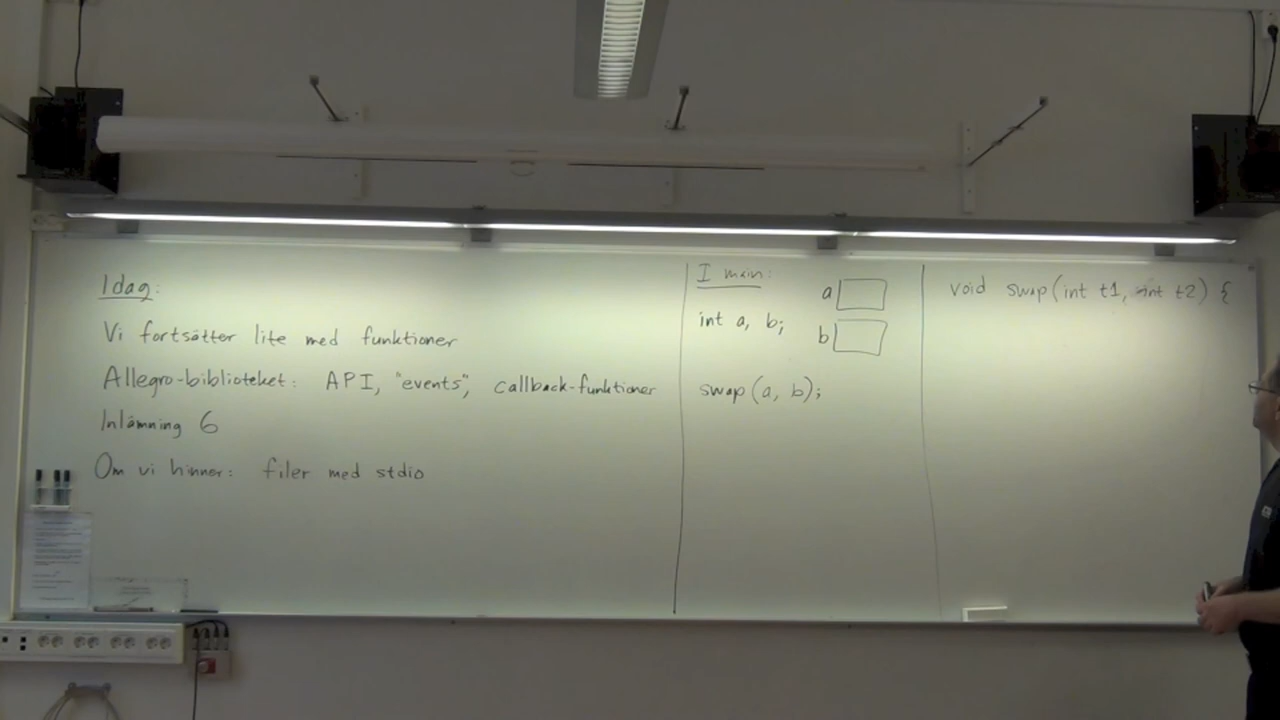 Idag:
Vi fortsätter lite med funktioner
Allegro-biblioteket: API, "events", callback-funktioner
Inlämning 6
Om vi hinner: filer med stdio
I main:
int a, b;
a
b
swap(a, b);
void swap(int t1, int t2) {